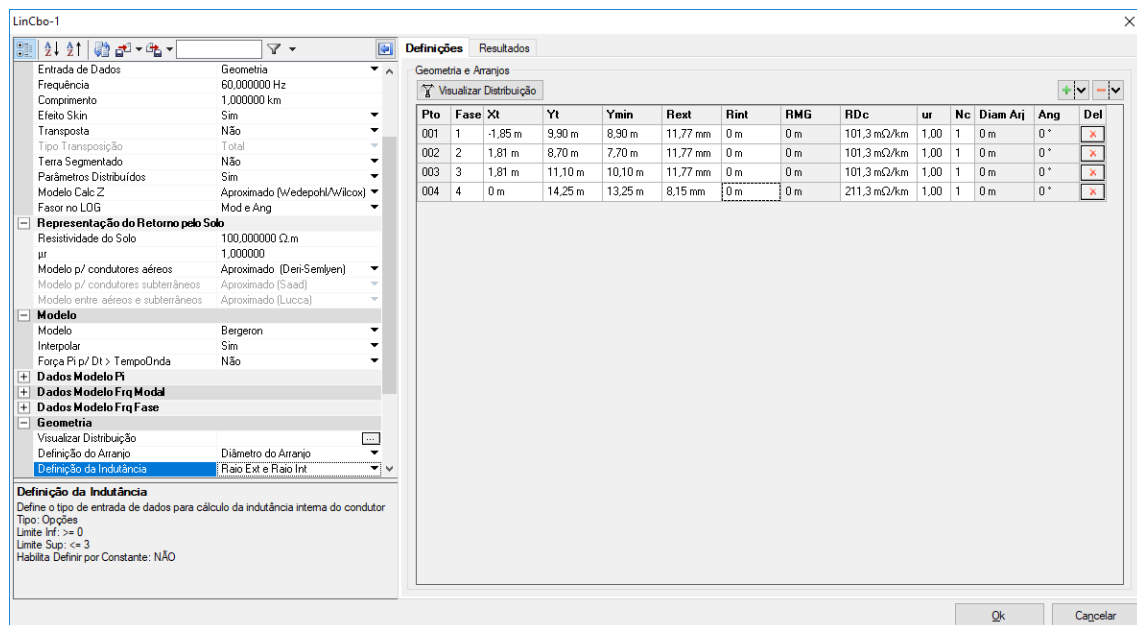 LinCbo-1
Entrada de Dados Geometria
Frequência 60,000000 Hz
Comprimento 1,000000 km
Efeito Skin Sim
Transposta Não
Tipo Transposição Total
Terra Segmentado Não
Parâmetros Distribuídos Sim
Modelo Calc Z Aproximado (Wedepohl/Wilcox)
Fasor no LOG Mod e Ang
Representação do Retorno pelo Solo
Resistividade do Solo 100,000000 Ω.m
µr 1,000000
Modelo p/ condutores aéreos Aproximado (Deri-Semlyen)
Modelo p/ condutores subterrâneos Aproximado (Saad)
Modelo entre aéreos e subterrâneos Aproximado (Lucca)
Modelo
Modelo Bergeron
Interpolar Sim
Força Pi p/ Dt > TempoOnda Não
Dados Modelo Pi
Dados Modelo Frq Modal
Dados Modelo Frq Fase
Geometria
Visualizar Distribuição ...
Definição do Arranjo Diâmetro do Arranjo
Definição da Indutância Raio Ext e Raio Int
Definição da Indutância
Define o tipo de entrada de dados para cálculo da indutância interna do condutor
Tipo: Opções
Limite Inf: >= 0
Limite Sup: <= 3
Habilita Definir por Constante: NÃO
Definições Resultados
Geometria e Arranjos
Visualizar Distribuição
Pto Fase Xt Yt Ymin Rext Rint RMG RDc ur Nc Diam Arj Ang Del
001 1 -1,85 m 9,90 m 8,90 m 11,77 mm 0 m 0 m 101,3 mΩ/km 1,00 1 0 m 0 °
002 2 1,81 m 8,70 m 7,70 m 11,77 mm 0 m 0 m 101,3 mΩ/km 1,00 1 0 m 0 °
003 3 1,81 m 11,10 m 10,10 m 11,77 mm 0 m 0 m 101,3 mΩ/km 1,00 1 0 m 0 °
004 4 0 m 14,25 m 13,25 m 8,15 mm 0 m 0 m 211,3 mΩ/km 1,00 1 0 m 0 °
Ok Cancelar